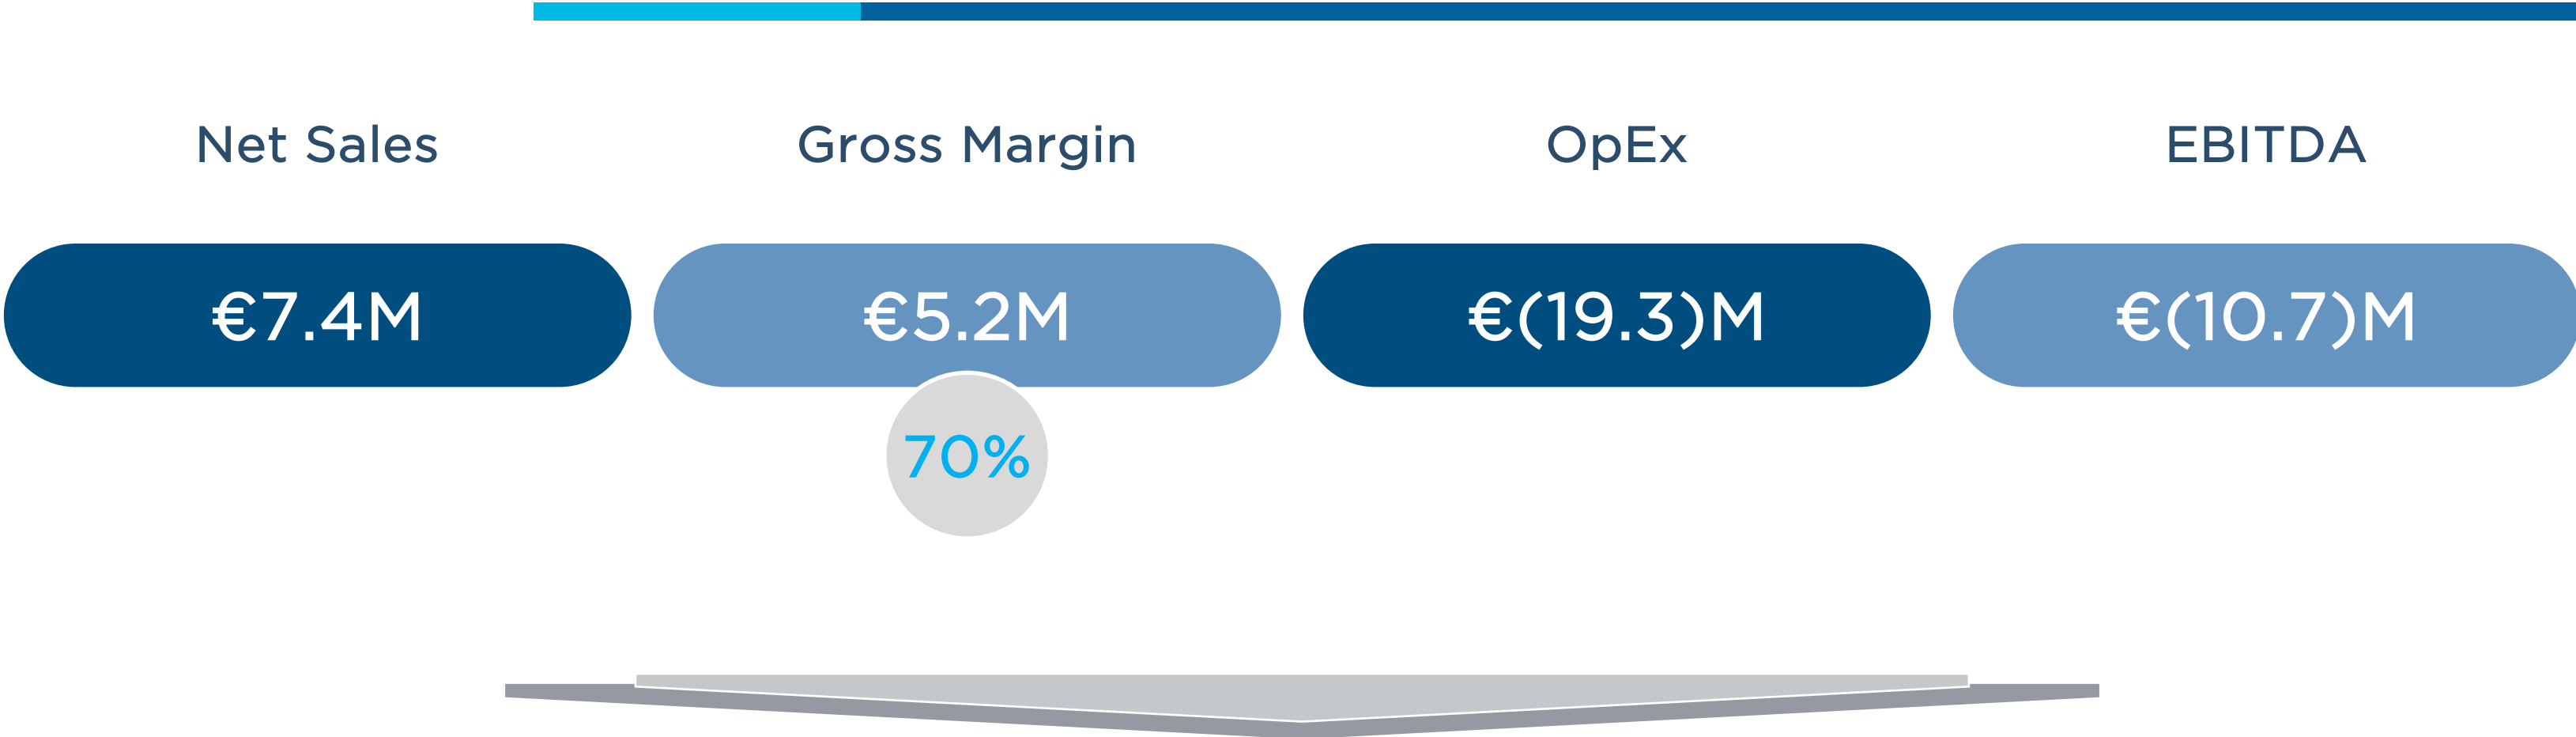 Net Sales Gross Margin OpEx EBITDA
€7.4M €5.2M €(19.3)M €(10.7)M
70%